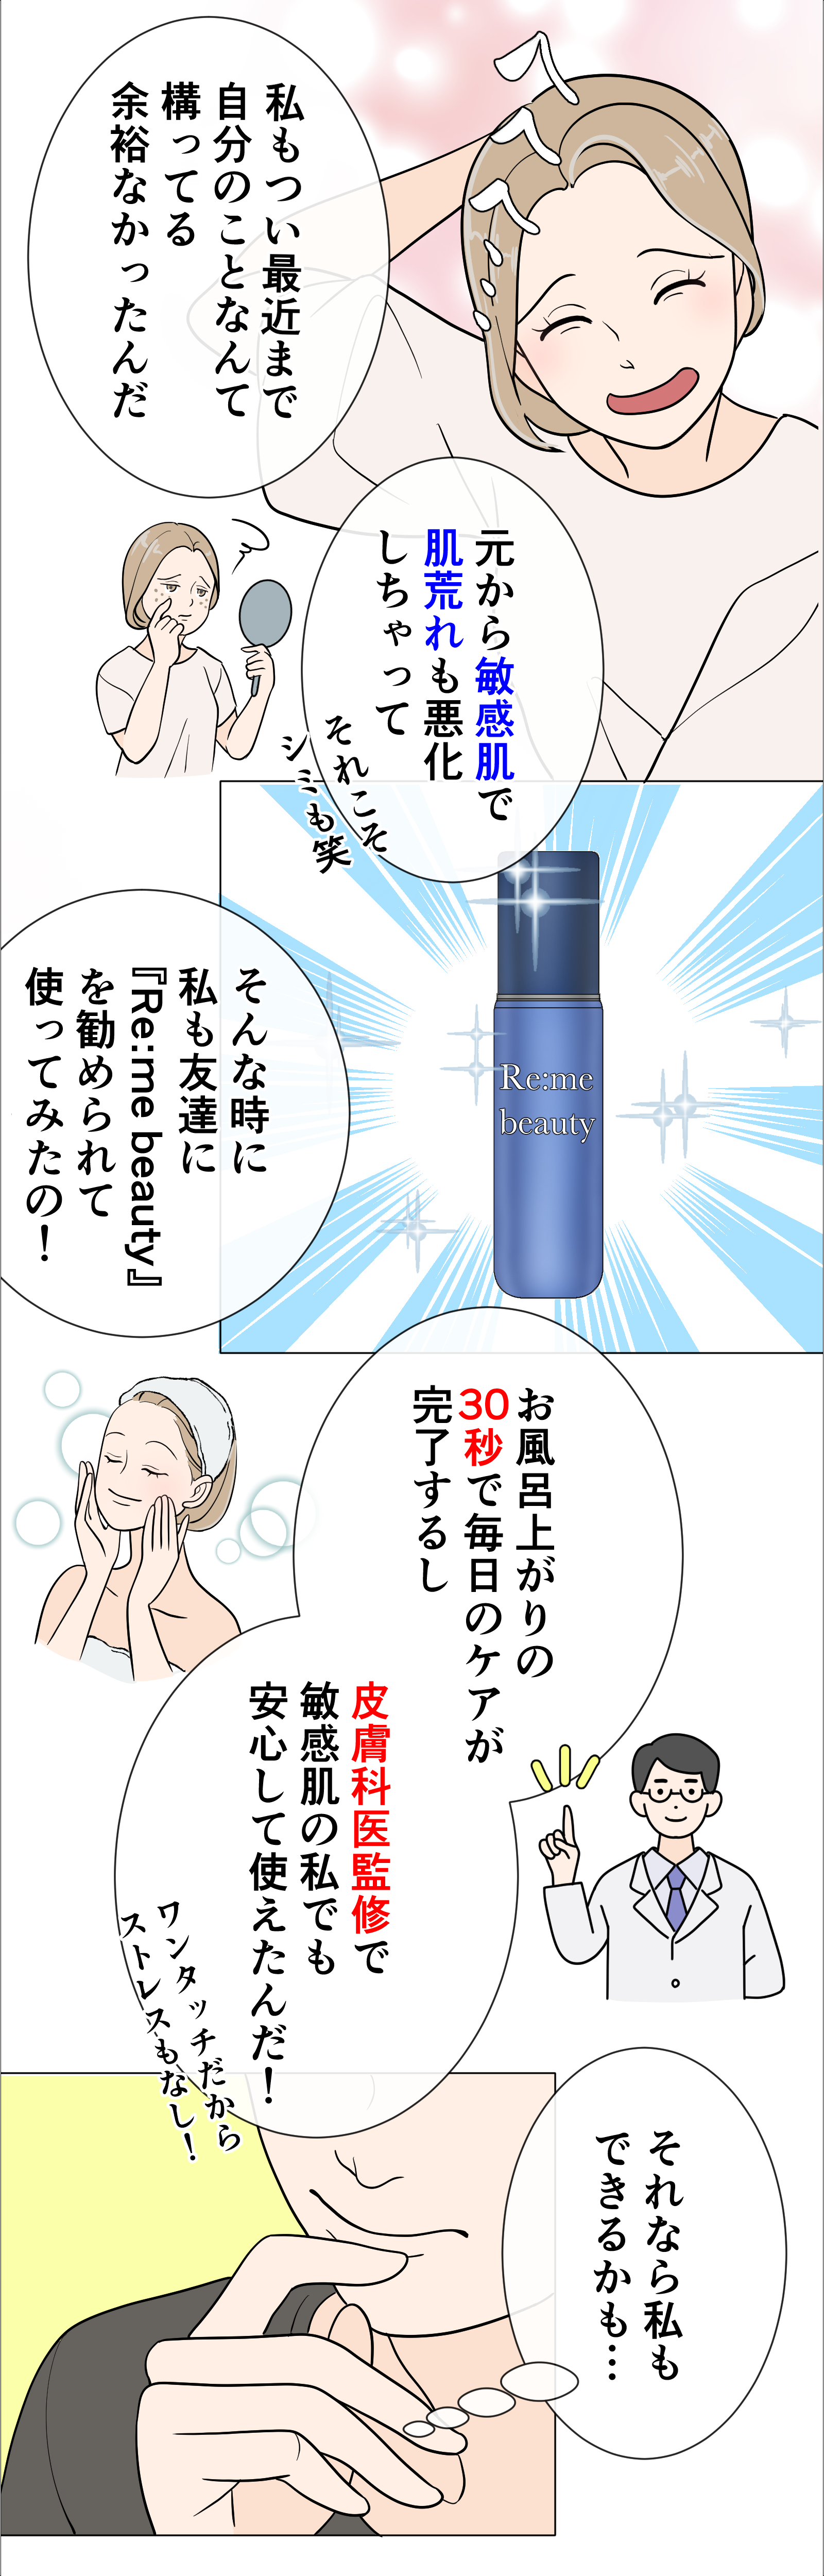 私もつい最近まで
自分のことなんて
構ってる
余裕なかったんだ
元から敏感肌で
肌荒れも悪化
しちゃって
それこそ
シミも笑
Re:me
beauty
そんな時に
私も友達に
『Re:me beauty』
を勧められて
使ってみたの！
お風呂上がりの
30秒で毎日のケアが
完了するし
皮膚科医監修で
敏感肌の私でも
安心して使えたんだ！
ワンタッチだから
ストレスもなし！
それなら私も
できるかも…